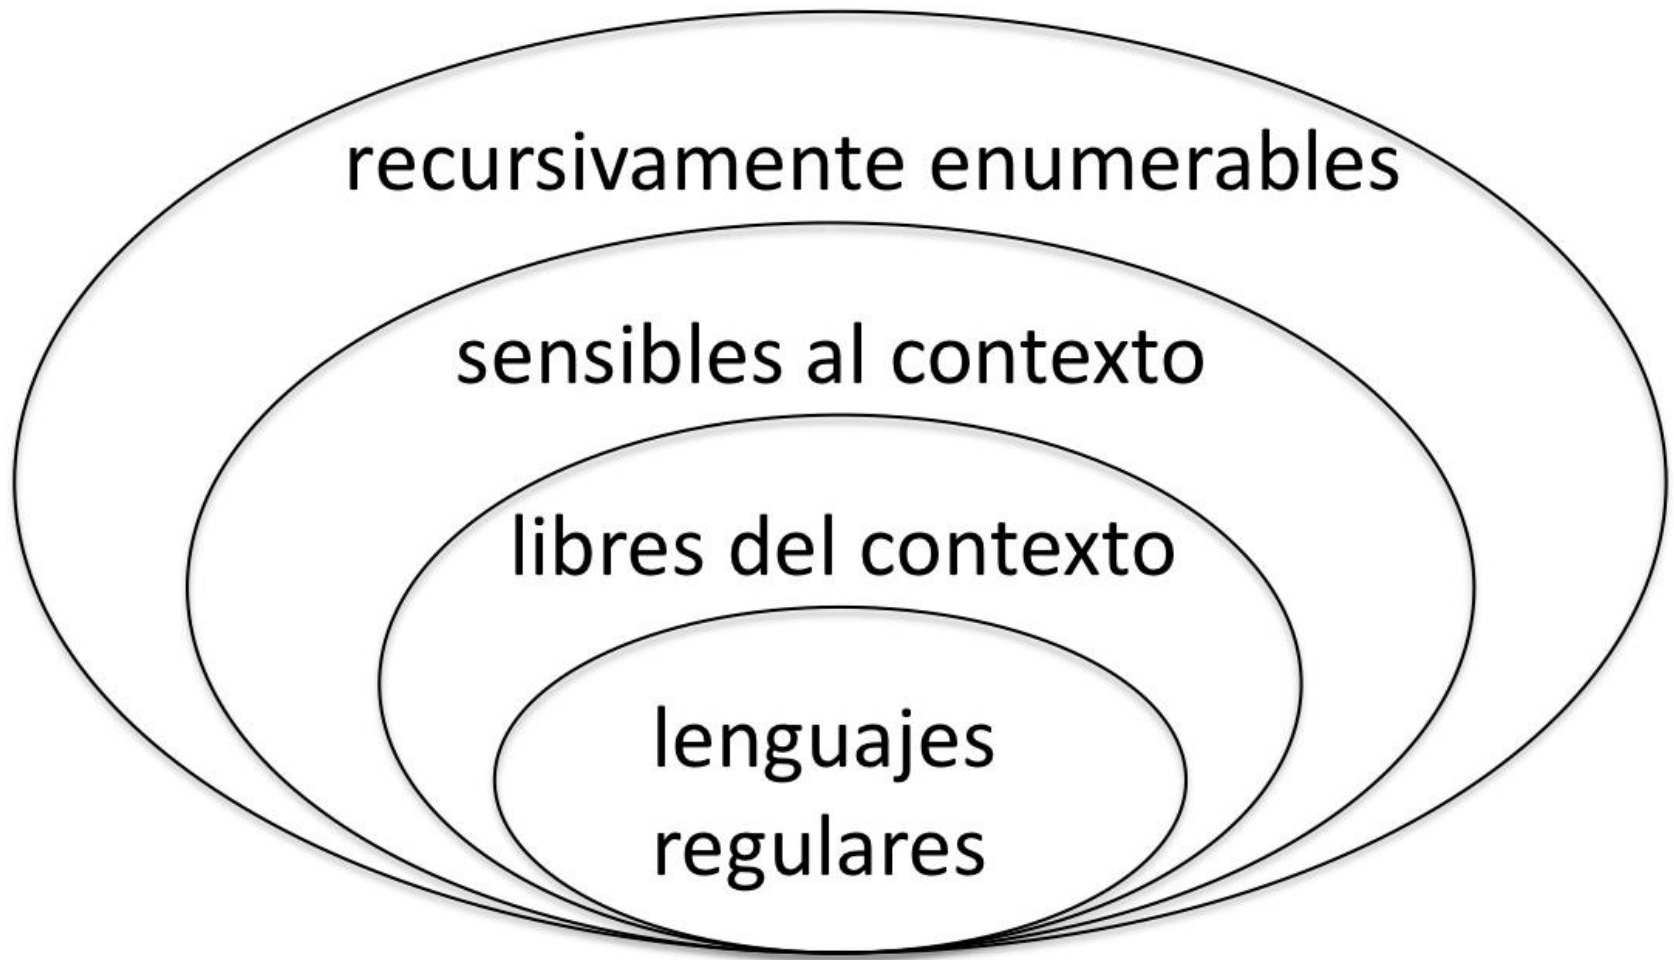 recursivamente enumerables
sensibles al contexto
libres del contexto
lenguajes
regulares